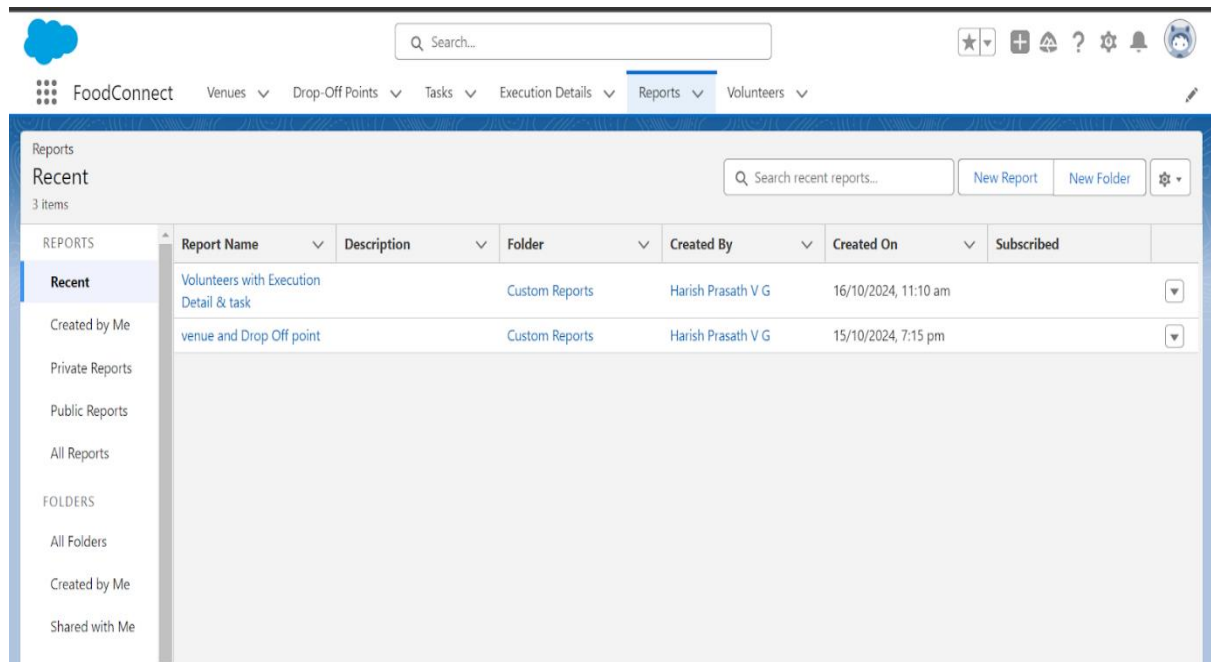 Search...
FoodConnect Venues Drop-Off Points Tasks Execution Details Reports Volunteers
Reports
Recent
3 items
Search recent reports...
New Report New Folder
REPORTS
Recent
Created by Me
Private Reports
Public Reports
All Reports
FOLDERS
All Folders
Created by Me
Shared with Me
Report Name Description Folder Created By Created On Subscribed
Volunteers with Execution
Detail & task
Custom Reports Harish Prasath V G 16/10/2024, 11:10 am
venue and Drop Off point Custom Reports Harish Prasath V G 15/10/2024, 7:15 pm